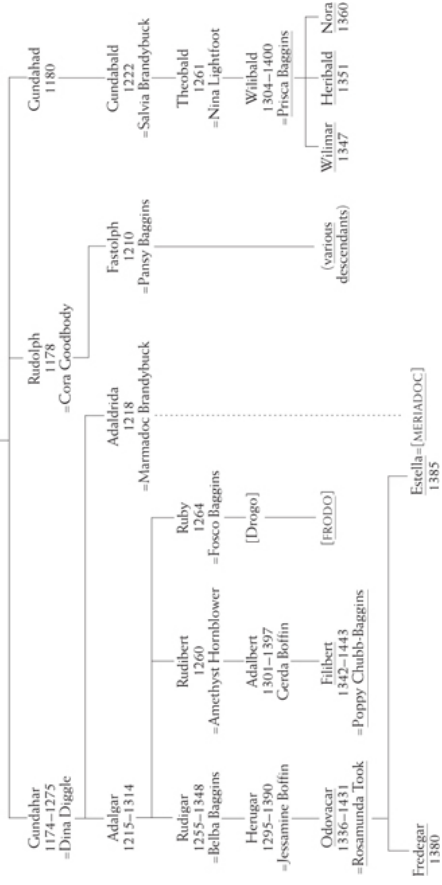 Gundahar
1174–1275
=Dina Diggle
Rudolph
1178
=Cora Goodbody
Gundahad
1180
Adalgar
1215–1314
Adaldrida
1218
=Marmadoc Brandybuck
Fastolph
1210
=Pansy Baggins
Gundabald
1222
=Salvia Brandybuck
Rudigar
1255–1348
=Belba Baggins
Rudibert
1260
=Amethyst Hornblower
Ruby
1264
=Fosco Baggins
Theobald
1261
=Nina Lightfoot
Herugar
1295–1390
=Jessamine Boffin
Adalbert
1301–1397
Gerda Boffin
[Drogo]
Wilibald
1304–1400
=Prisca Baggins
Odovacar
1336–1431
=Rosamunda Took
Filibert
1342–1443
=Poppy Chubb-Baggins
[FRODO]
(various
descendants)
Wilimar
1347
Heribald
1351
Nora
1360
Fredegar
1380
Estella=[MERIADOC]
1385